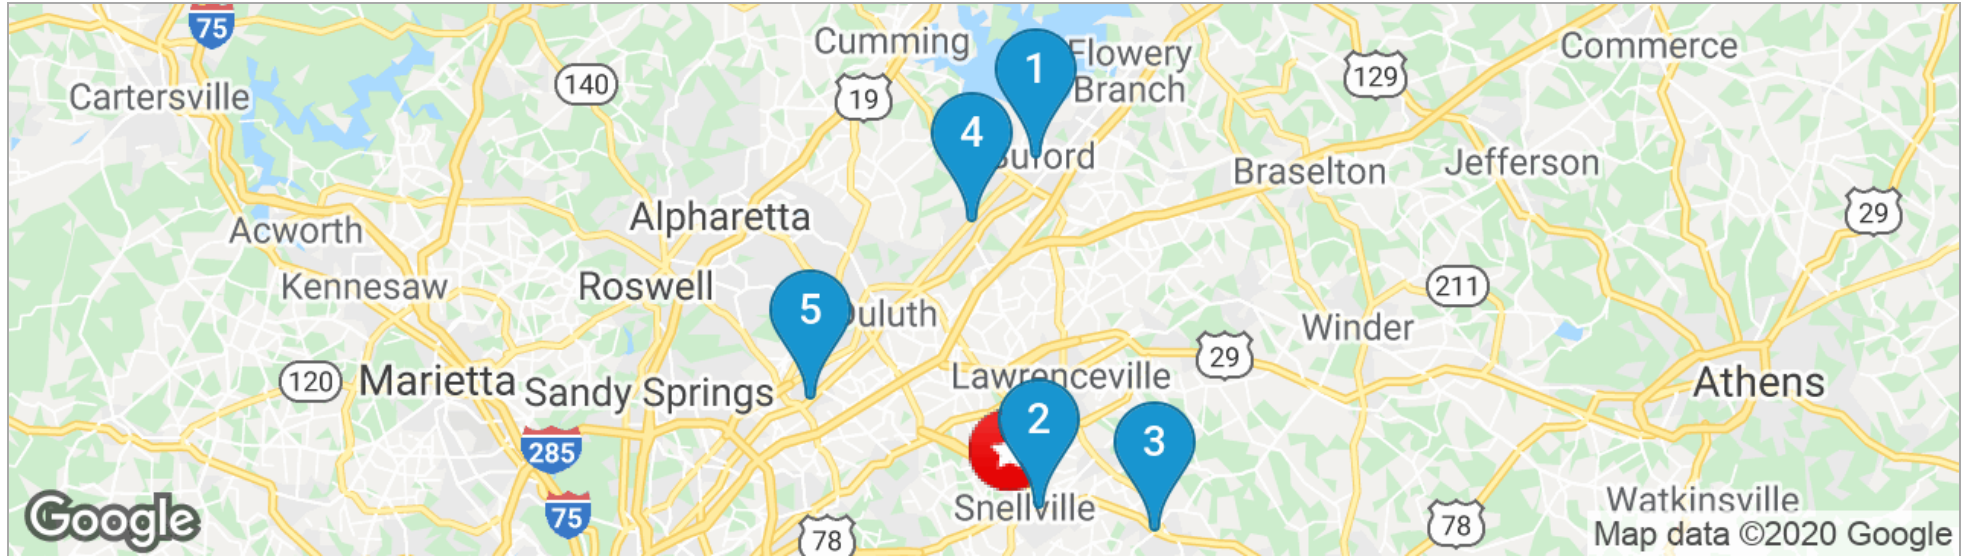 75
Cumming
1
Flowery
Branch
Commerce
129
140
Cartersville
19
4
Buford
Braselton
Jefferson
29
Alpharetta
Acworth
Kennesaw
Roswell
211
5
Duluth
Winder
29
120
Marietta
Sandy Springs
Lawrenceville
Athens
2
3
285
Snellville
75
78
78
Watkinsville
Google
Map data ©2020 Google